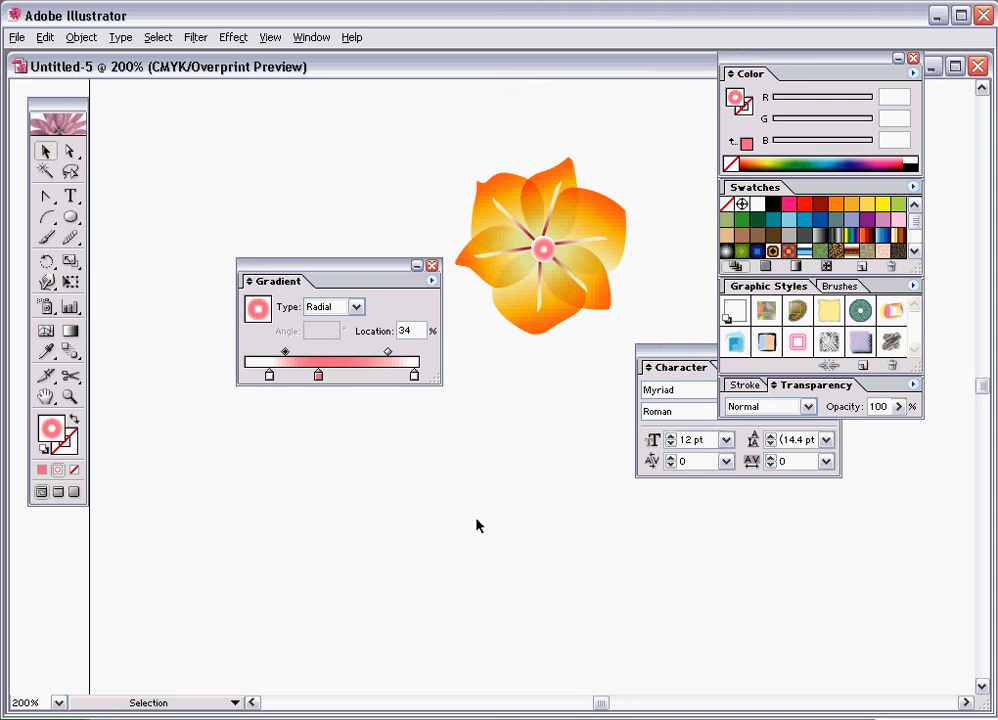 Adobe Illustrator
File Edit Object Type Select Filter Effect View Window Help
Untitled-5 @ 200% (CMYK/Overprint Preview)
Color
R
G
B
Swatches
Graphic Styles Brushes
Stroke Transparency
Normal Opacity: 100 %
Gradient
Type: Radial
Angle: ° Location: 34 %
Character
Myriad
Roman
12 pt (14.4 pt
0 0
200% Selection